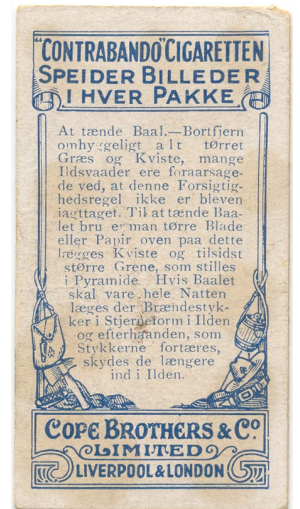 "CONTRABANDO" CIGARETTEN
SPEIDER BILLEDER
I HVER PAKKE
At tænde Baal.—Bortfjern
omhyggeligt alt tørret
Græs og Kviste, mange
Ildsvaader ere foraarsage-
de ved, at denne Forsigtig-
hedsregel ikke er bleven
iagttaget. Til at tænde Baa-
let bruger man tørre Blade
eller Papir oven paa dette
lægges Kviste og tilsidst
større Grene, som stilles
i Pyramide. Hvis Baalet
skal vare hele Natten
læges der Brændestyk-
ker i Stjerneform i Ilden
og efterhaanden, som
Stykkerne fortæres,
skydes de længere
ind i Ilden.
COPE BROTHERS & Co.
LIMITED
LIVERPOOL & LONDON